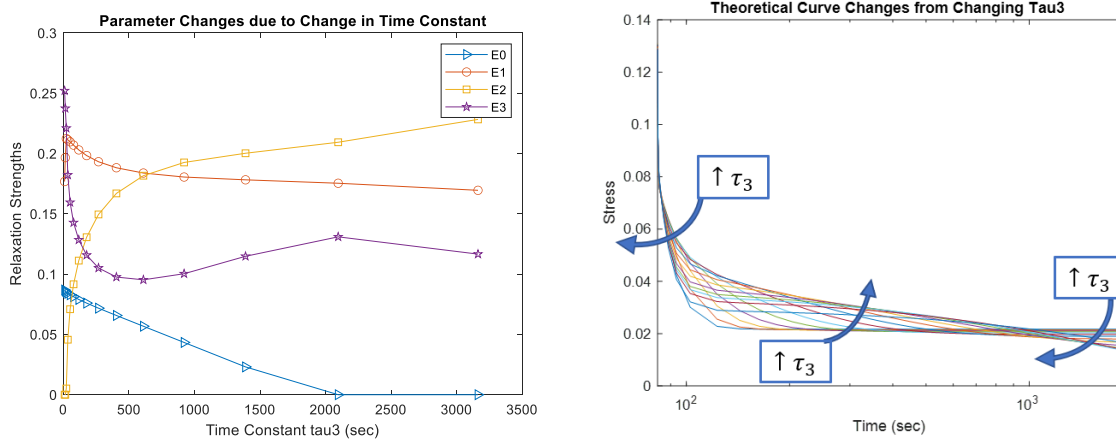 Parameter Changes due to Change in Time Constant
0.3
0.25
0.2
0.15
0.1
0.05
0
Relaxation Strengths
E0
E1
E2
E3
0 500 1000 1500 2000 2500 3000 3500
Time Constant tau3 (sec)
Theoretical Curve Changes from Changing Tau3
0.14
0.12
0.1
0.08
0.06
0.04
0.02
0
Stress
↑ τ₃
↑ τ₃
↑ τ₃
10² 10³
Time (sec)